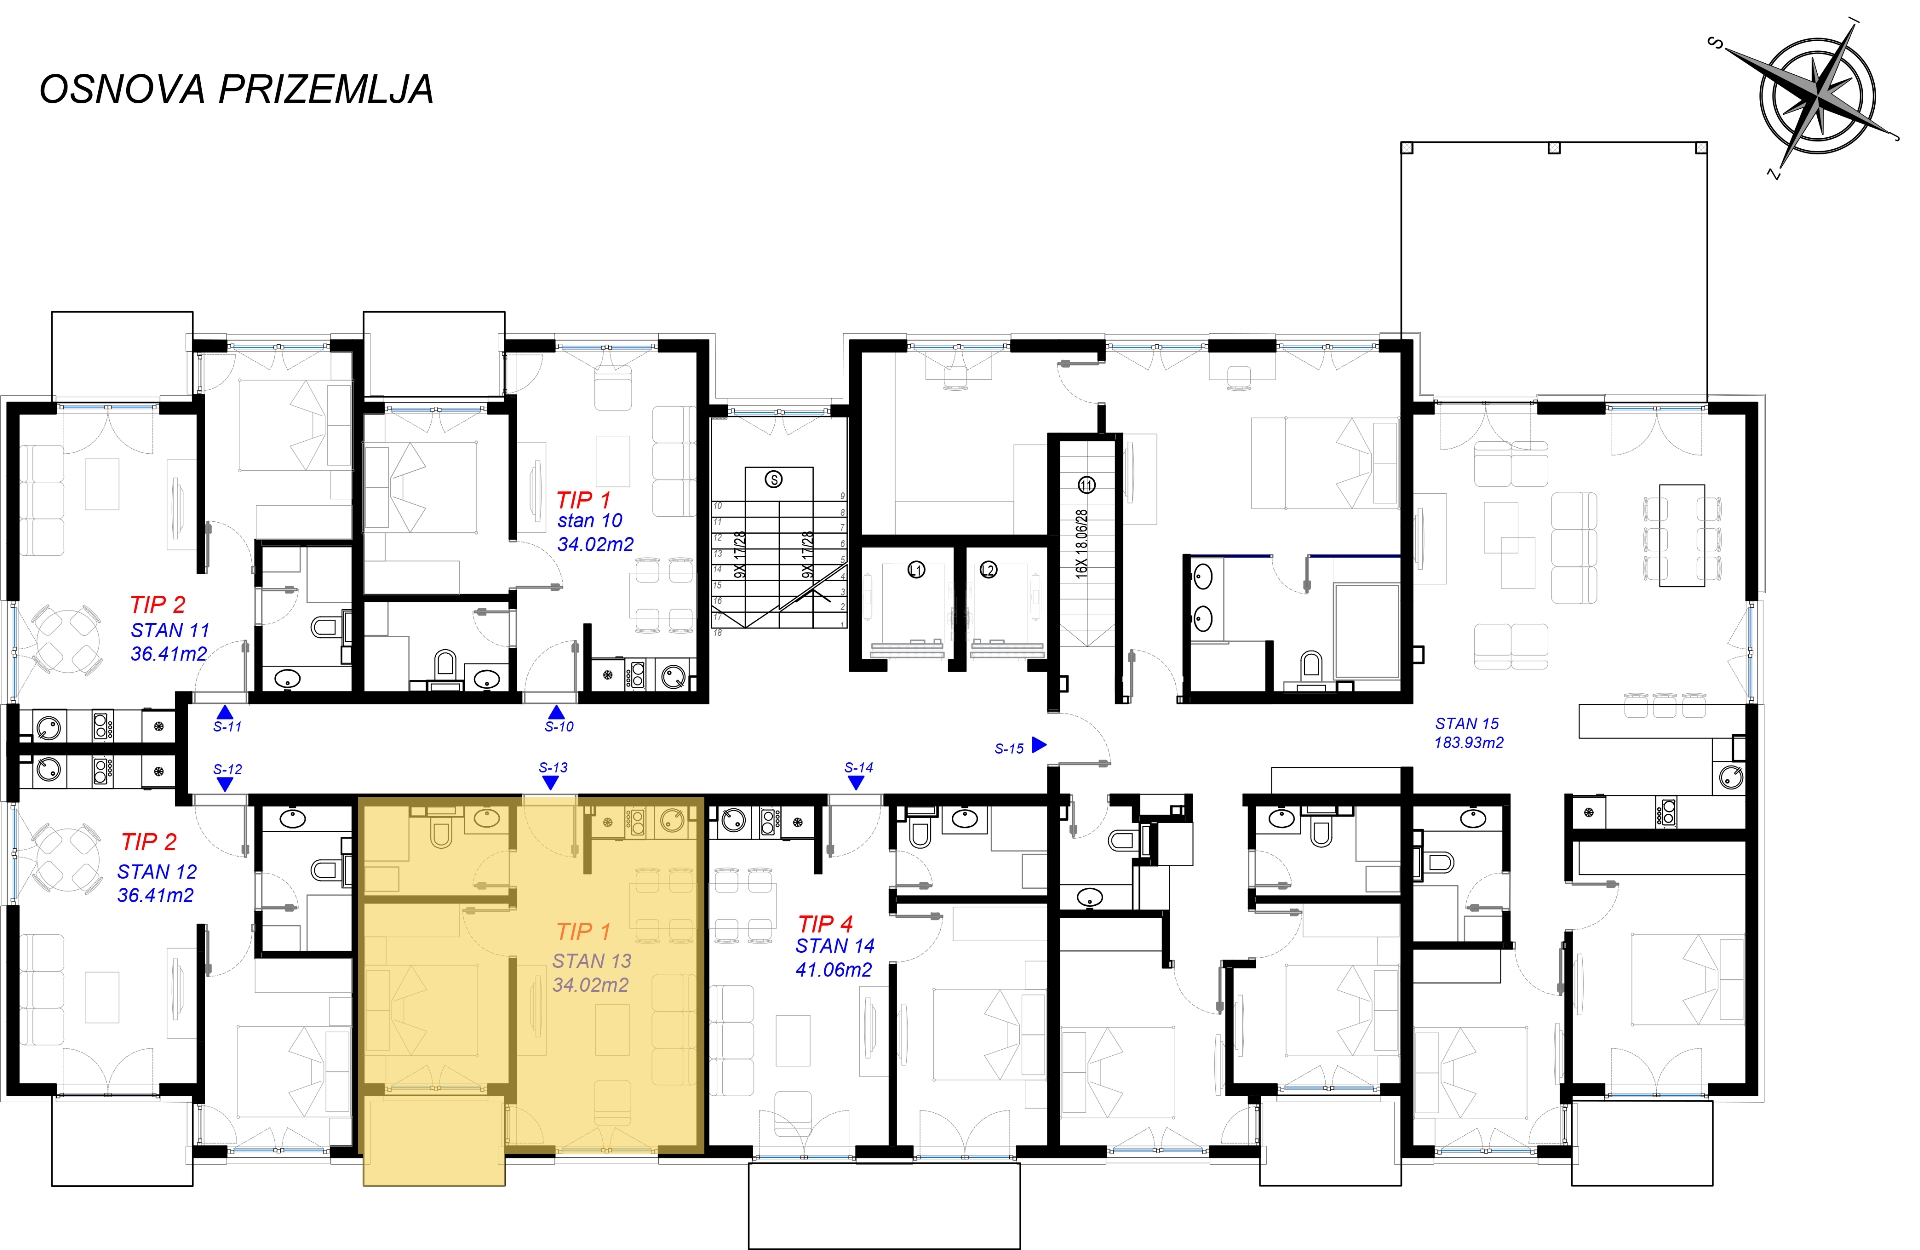 OSNOVA PRIZEMLJA
S
I
J
Z
TIP 1
stan 10
34.02m2
TIP 2
STAN 11
36.41m2
S
9X 17/28
9X 17/28
10
11
12
13
14
15
16
17
18
9
8
7
6
5
4
3
2
1
L1
L2
11
16X 18.06/28
S-11
S-10
S-15
STAN 15
183.93m2
S-12
S-13
S-14
TIP 2
STAN 12
36.41m2
TIP 1
STAN 13
34.02m2
TIP 4
STAN 14
41.06m2